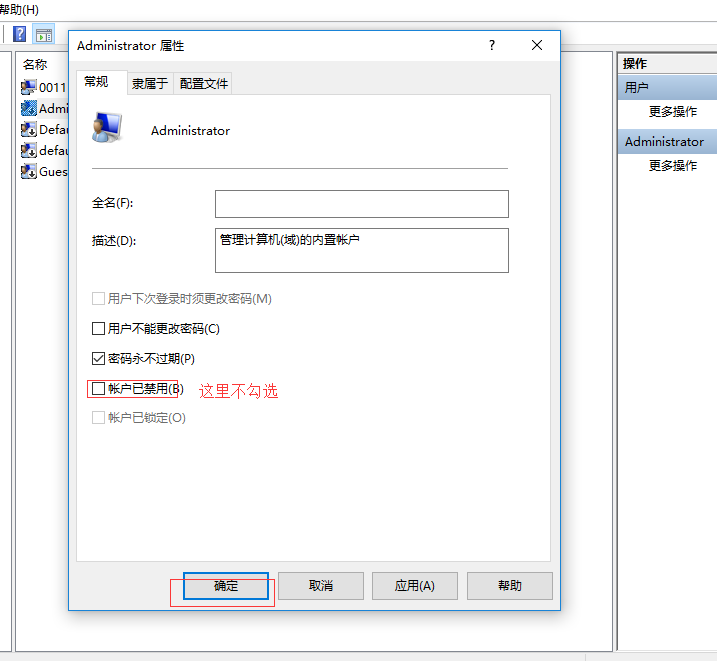 帮助(H)
?
名称
0011
Admi
Defau
defau
Gues
Administrator 属性
?
常规
隶属于
配置文件
Administrator
全名(F):
描述(D):
管理计算机(域)的内置帐户
用户下次登录时须更改密码(M)
用户不能更改密码(C)
密码永不过期(P)
帐户已禁用(B)
这里不勾选
帐户已锁定(O)
确定
取消
应用(A)
帮助
操作
用户
更多操作
Administrator
更多操作